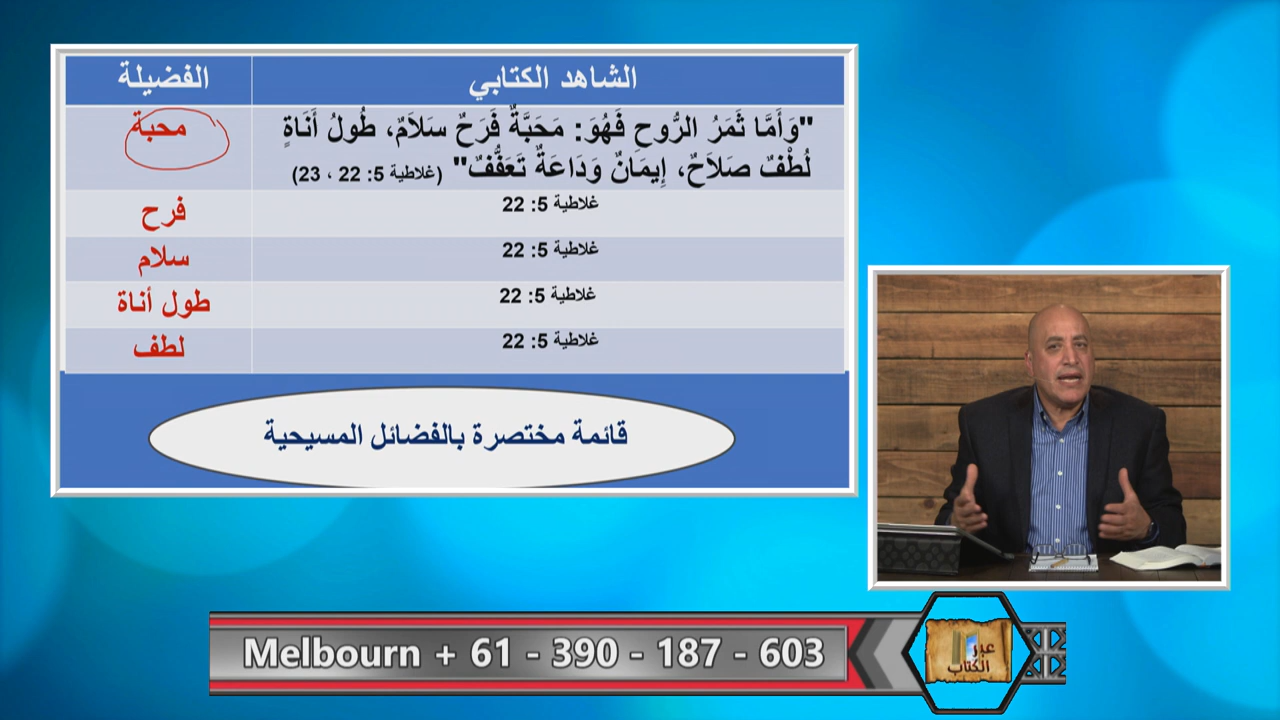 الفضيلة الشاهد الكتابي
محبة "وَأَمَّا ثَمَرُ الرُّوحِ فَهُوَ: مَحَبَّةٌ فَرَحٌ سَلاَمٌ، طُولُ أَنَاةٍ
لُطْفٌ صَلاَحٌ، إِيمَانٌ وَدَاعَةٌ تَعَفُّفٌ" (غلاطية 5: 22 ، 23)
فرح غلاطية 5: 22
سلام غلاطية 5: 22
طول أناة غلاطية 5: 22
لطف غلاطية 5: 22
قائمة مختصرة بالفضائل المسيحية
Melbourn + 61 - 390 - 187 - 603
عبر
الكتاب